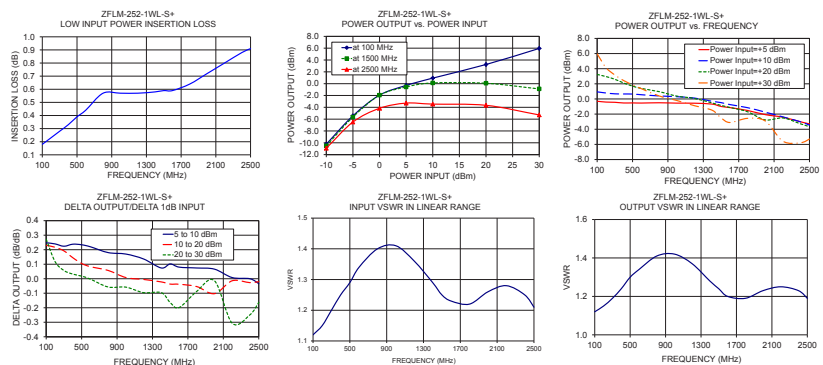 ZFLM-252-1WL-S+
LOW INPUT POWER INSERTION LOSS
INSERTION LOSS (dB)
1.0
0.9
0.8
0.7
0.6
0.5
0.4
0.3
0.2
0.1
100 500 900 1300 1700 2100 2500
FREQUENCY (MHz)
ZFLM-252-1WL-S+
POWER OUTPUT vs. POWER INPUT
POWER OUTPUT (dBm)
10.0
8.0
6.0
4.0
2.0
0.0
-2.0
-4.0
-6.0
-8.0
-10.0
-12.0
at 100 MHz
at 1500 MHz
at 2500 MHz
-10 -5 0 5 10 15 20 25 30
POWER INPUT (dBm)
ZFLM-252-1WL-S+
POWER OUTPUT vs. FREQUENCY
POWER OUTPUT (dBm)
8.0
6.0
4.0
2.0
0.0
-2.0
-4.0
-6.0
-8.0
Power Input=+5 dBm
Power Input=+10 dBm
Power Input=+20 dBm
Power Input=+30 dBm
100 500 900 1300 1700 2100 2500
FREQUENCY (MHz)
ZFLM-252-1WL-S+
DELTA OUTPUT/DELTA 1dB INPUT
DELTA OUTPUT (dB/dB)
0.4
0.3
0.2
0.1
0.0
-0.1
-0.2
-0.3
-0.4
5 to 10 dBm
10 to 20 dBm
20 to 30 dBm
100 500 900 1300 1700 2100 2500
FREQUENCY (MHz)
ZFLM-252-1WL-S+
INPUT VSWR IN LINEAR RANGE
VSWR
1.5
1.4
1.3
1.2
1.1
100 500 900 1300 1700 2100 2500
FREQUENCY (MHz)
ZFLM-252-1WL-S+
OUTPUT VSWR IN LINEAR RANGE
VSWR
1.6
1.4
1.2
1.0
100 500 900 1300 1700 2100 2500
FREQUENCY (MHz)